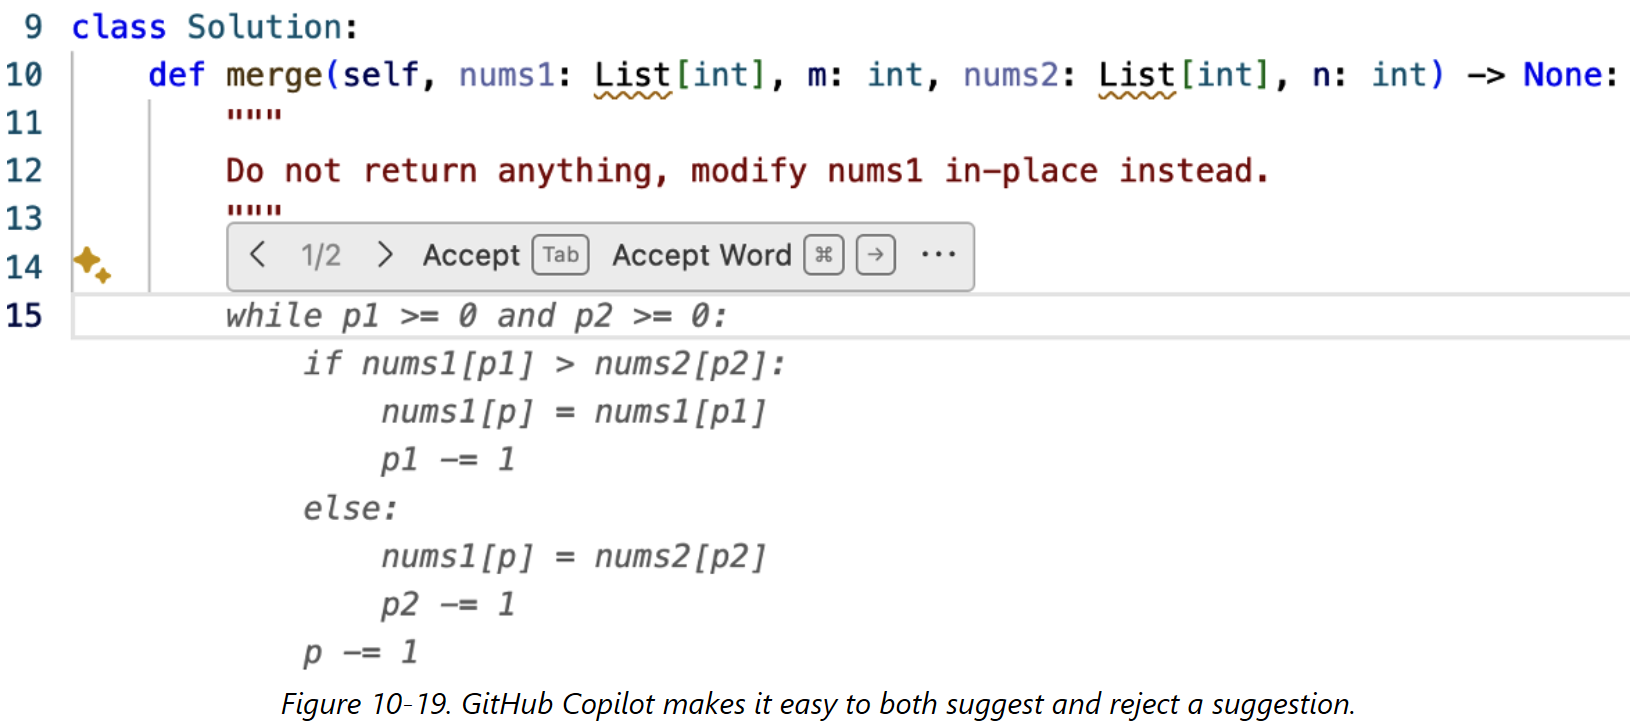 9 class Solution:
10     def merge(self, nums1: List[int], m: int, nums2: List[int], n: int) -> None:
11         """
12         Do not return anything, modify nums1 in-place instead.
13         """
14 < 1/2 > Accept Tab Accept Word ⌘ → ···
15         while p1 >= 0 and p2 >= 0:
            if nums1[p1] > nums2[p2]:
                nums1[p] = nums1[p1]
                p1 -= 1
            else:
                nums1[p] = nums2[p2]
                p2 -= 1
            p -= 1
Figure 10-19. GitHub Copilot makes it easy to both suggest and reject a suggestion.